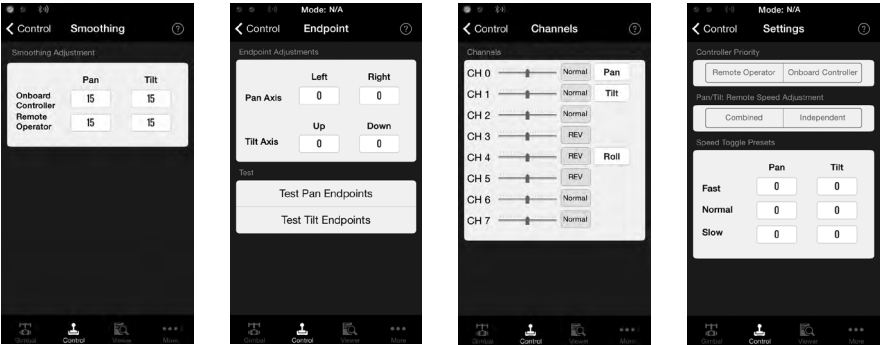 Control Smoothing ?
Smoothing Adjustment
Pan Tilt
Onboard Controller 15 15
Remote Operator 15 15
Gimbal Control Viewer More
Mode: N/A
Control Endpoint ?
Endpoint Adjustments
Left Right
Pan Axis 0 0
Up Down
Tilt Axis 0 0
Test
Test Pan Endpoints
Test Tilt Endpoints
Gimbal Control Viewer More
Control Channels ?
Channels
CH 0 Normal Pan
CH 1 Normal Tilt
CH 2 Normal
CH 3 REV
CH 4 REV Roll
CH 5 REV
CH 6 Normal
CH 7 Normal
Gimbal Control Viewer More
Mode: N/A
Control Settings ?
Controller Priority
Remote Operator Onboard Controller
Pan/Tilt Remote Speed Adjustment
Combined Independent
Speed Toggle Presets
Pan Tilt
Fast 0 0
Normal 0 0
Slow 0 0
Gimbal Control Viewer More